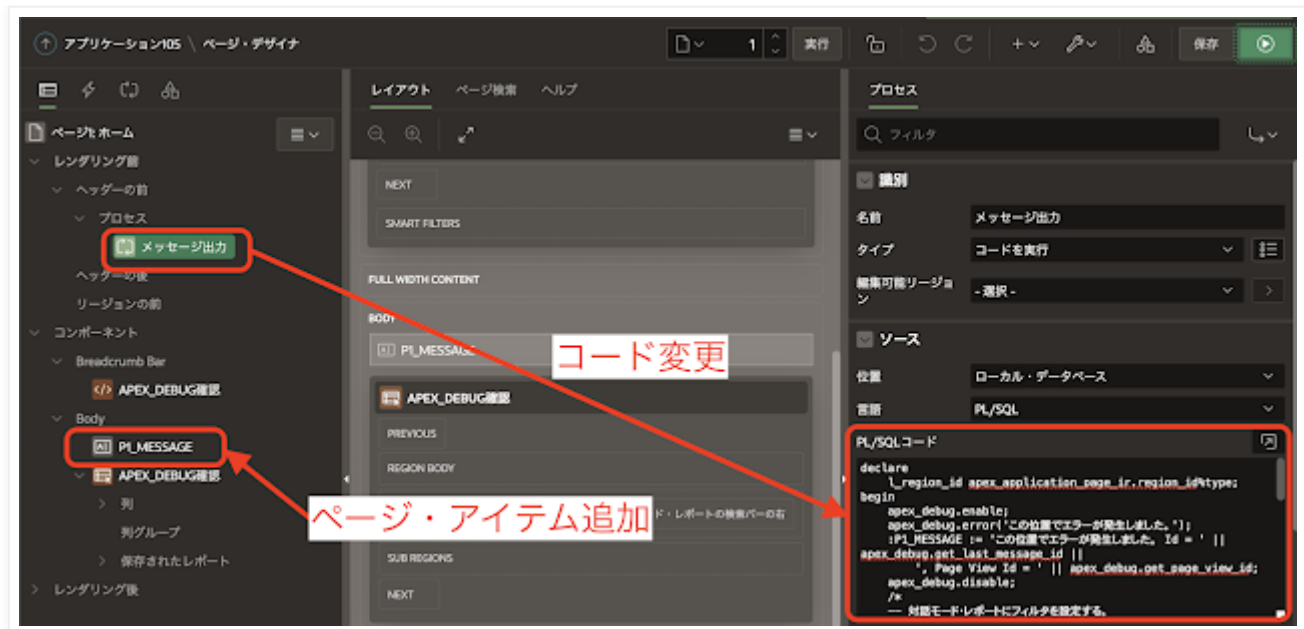 アプリケーション105 \ ページ・デザイナ
1
実行
保存
レイアウト
ページ検索
ヘルプ
プロセス
ページ1: ホーム
フィルタ
レンダリング前
ヘッダーの前
プロセス
メッセージ出力
ヘッダーの後
リージョンの前
コンポーネント
Breadcrumb Bar
APEX_DEBUG確認
Body
P1_MESSAGE
APEX_DEBUG確認
列
列グループ
保存されたレポート
レンダリング後
NEXT
SMART FILTERS
FULL WIDTH CONTENT
BODY
P1_MESSAGE
APEX_DEBUG確認
PREVIOUS
REGION BODY
ド・レポートの検索バーの右
SUB REGIONS
NEXT
コード変更
ページ・アイテム追加
識別
名前
メッセージ出力
タイプ
コードを実行
編集可能リージョン
- 選択 -
ソース
位置
ローカル・データベース
言語
PL/SQL
PL/SQLコード
declare
l_region_id apex_application_page_ir.region_id%type;
begin
apex_debug.enable;
apex_debug.error('この位置でエラーが発生しました。');
:P1_MESSAGE := 'この位置でエラーが発生しました。 Id = ' ||
apex_debug.get_last_message_id ||
', Page View Id = ' || apex_debug.get_page_view_id;
apex_debug.disable;
/*
-- 対話モード・レポートにフィルタを設定する。